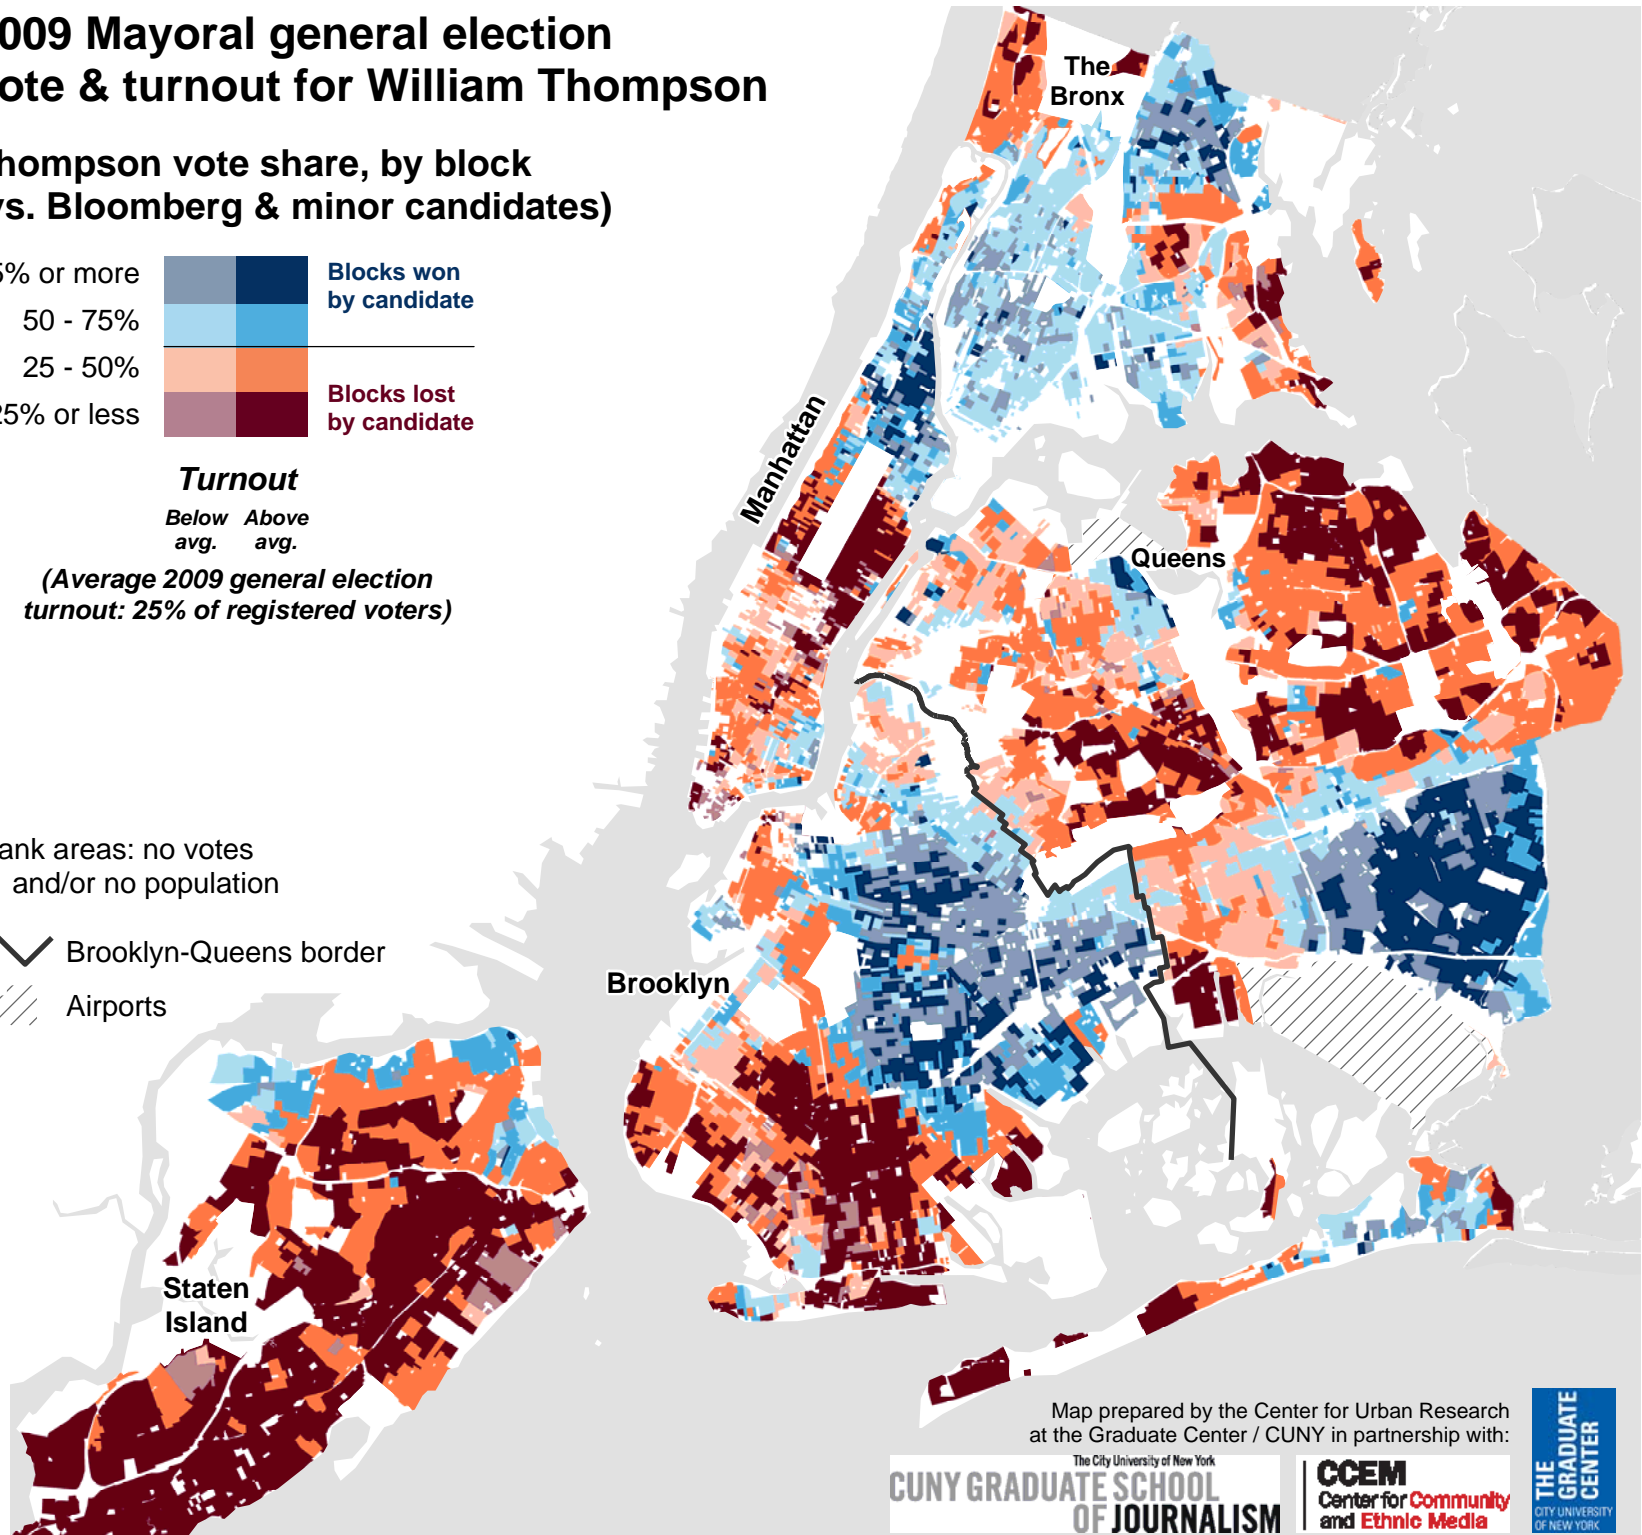 009 Mayoral general election
ote & turnout for William Thompson
hompson vote share, by block
vs. Bloomberg & minor candidates)
5% or more
50 - 75%
25 - 50%
25% or less
Blocks won
by candidate
Blocks lost
by candidate
Turnout
Below Above
avg. avg.
(Average 2009 general election
turnout: 25% of registered voters)
ank areas: no votes
and/or no population
Brooklyn-Queens border
Airports
The
Bronx
Manhattan
Queens
Brooklyn
Staten
Island
Map prepared by the Center for Urban Research
at the Graduate Center / CUNY in partnership with:
The City University of New York
CUNY GRADUATE SCHOOL
OF JOURNALISM
CCEM
Center for Community
and Ethnic Media
THE
GRADUATE
CENTER
CITY UNIVERSITY
OF NEW YORK